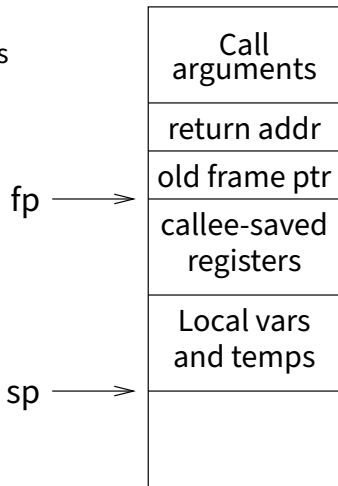 Call
arguments
s
return addr
old frame ptr
fp
callee-saved
registers
Local vars
and temps
sp